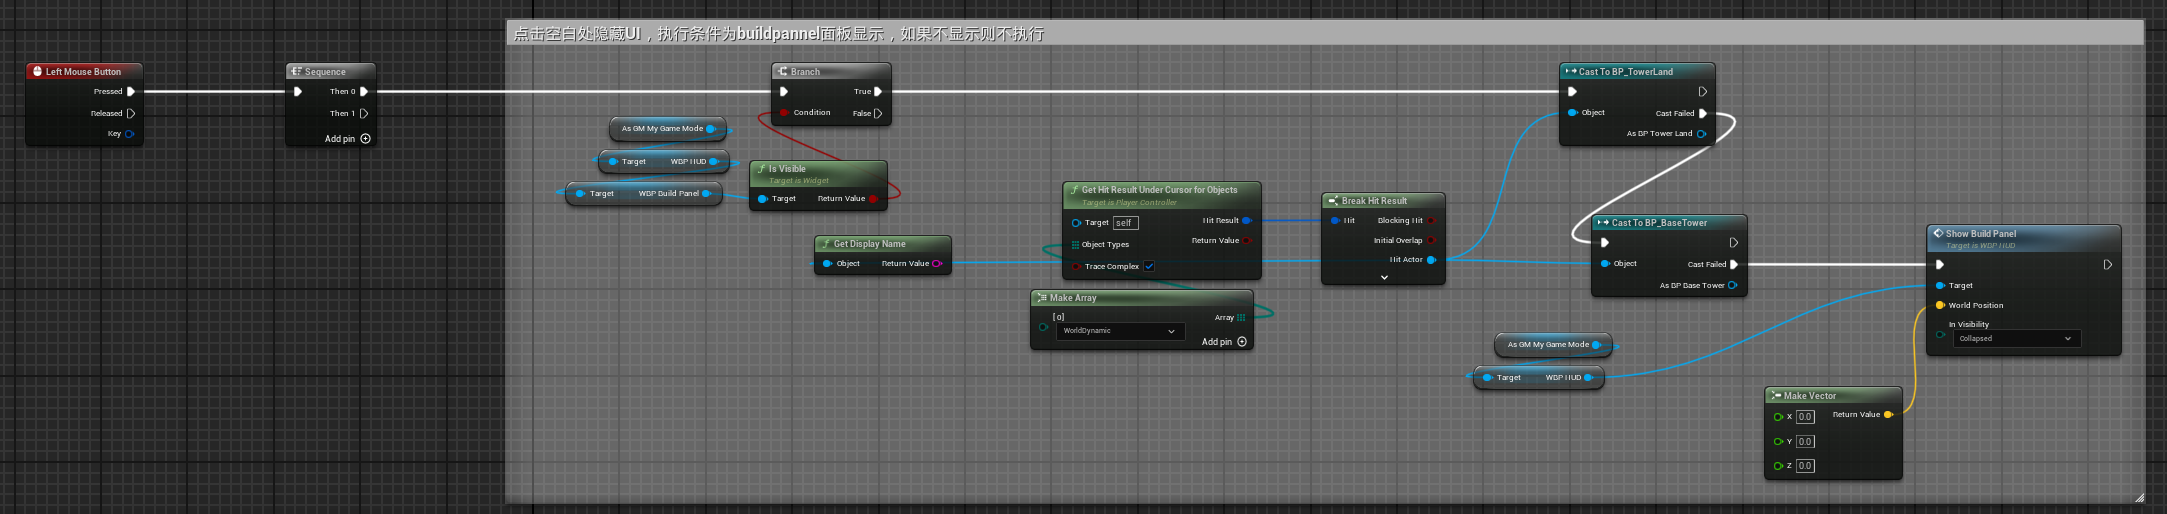 点击空白处隐藏UI，执行条件为buildpannel面板显示，如果不显示则不执行
Left Mouse Button
Pressed
Released
Key
Sequence
Then 0
Then 1
Add pin
As GM My Game Mode
Target WBP HUD
Target WBP Build Panel
Branch
True
Condition False
Is Visible
Target is Widget
Target Return Value
Get Display Name
Object Return Value
Get Hit Result Under Cursor for Objects
Target is Player Controller
Target self Hit Result
Return Value
Object Types
Trace Complex
Make Array
[0]
WorldDynamic
Array
Add pin
Break Hit Result
Hit Blocking Hit
Initial Overlap
Hit Actor
Cast To BP_TowerLand
Object Cast Failed
As BP Tower Land
Cast To BP_BaseTower
Object Cast Failed
As BP Base Tower
As GM My Game Mode
Target WBP HUD
Make Vector
X 0.0 Return Value
Y 0.0
Z 0.0
Show Build Panel
Target is WBP HUD
Target
World Position
In Visibility
Collapsed